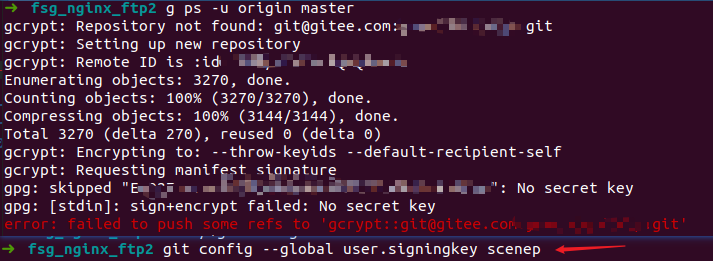 ➜ fsg_nginx_ftp2 g ps -u origin master
gcrypt: Repository not found: git@gitee.com: git
gcrypt: Setting up new repository
gcrypt: Remote ID is :id
Enumerating objects: 3270, done.
Counting objects: 100% (3270/3270), done.
Compressing objects: 100% (3144/3144), done.
Total 3270 (delta 270), reused 0 (delta 0)
gcrypt: Encrypting to: --throw-keyids --default-recipient-self
gcrypt: Requesting manifest signature
gpg: skipped " ": No secret key
gpg: [stdin]: sign+encrypt failed: No secret key
error: failed to push some refs to 'gcrypt::git@gitee.com git'
➜ fsg_nginx_ftp2 git config --global user.signingkey scenep